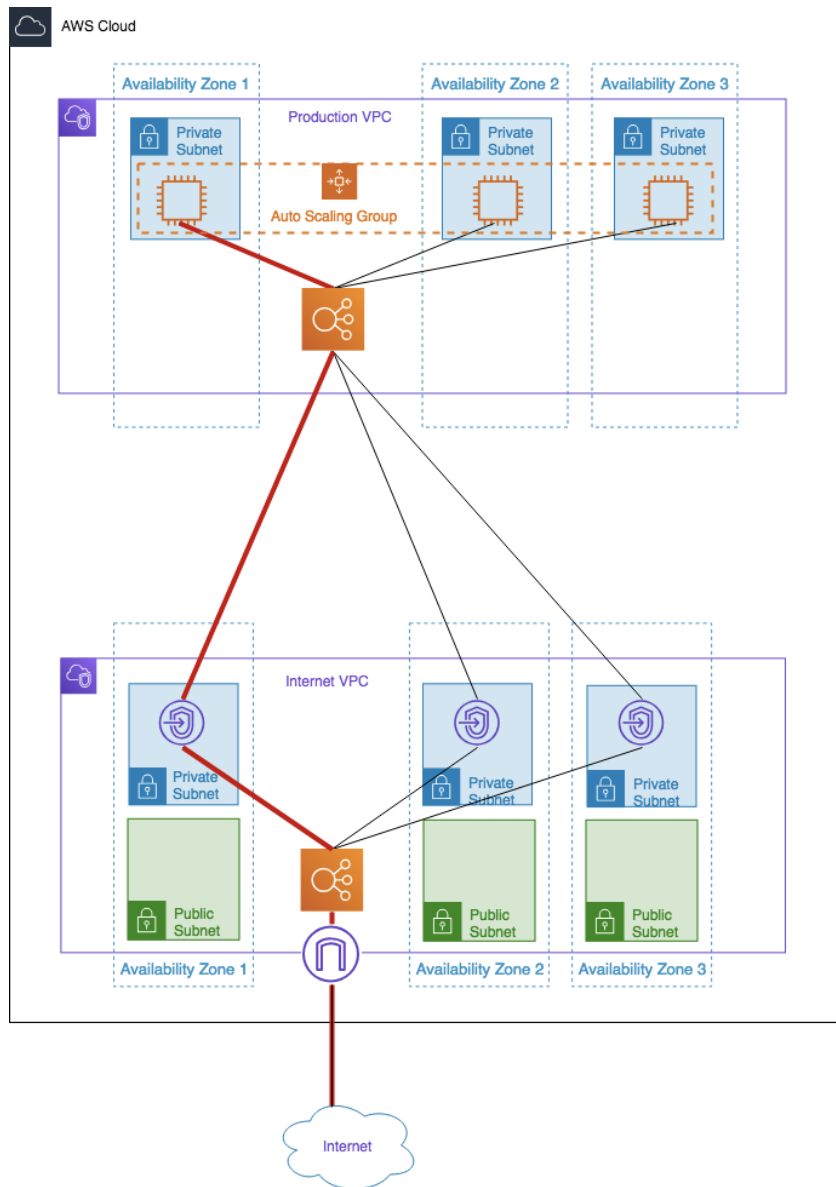 AWS Cloud
Availability Zone 1
Availability Zone 2
Availability Zone 3
Production VPC
Private
Subnet
Private
Subnet
Private
Subnet
Auto Scaling Group
Internet VPC
Private
Subnet
Private
Subnet
Private
Subnet
Public
Subnet
Public
Subnet
Public
Subnet
Availability Zone 1
Availability Zone 2
Availability Zone 3
Internet